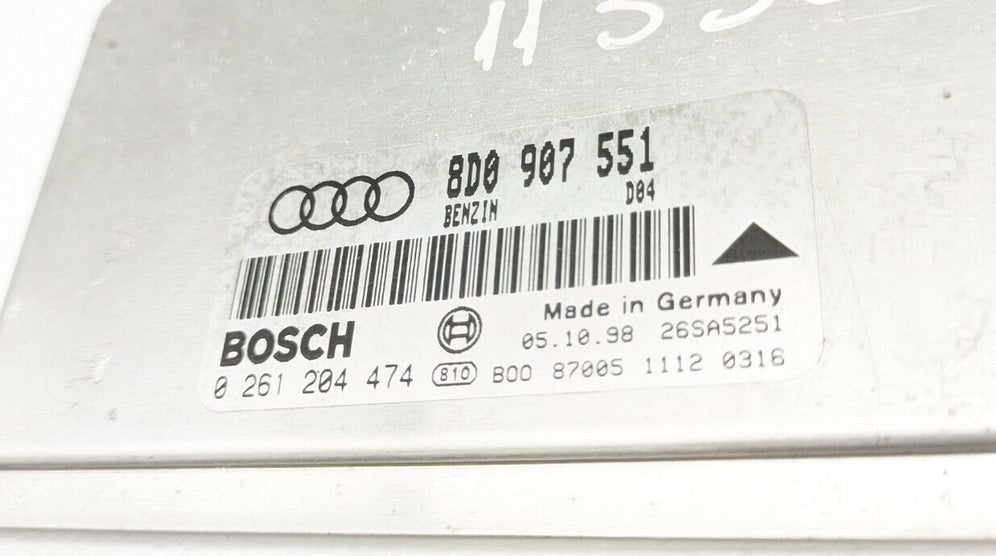 8D0 907 551
BENZIN D04
Made in Germany
BOSCH 05.10.98 26SA5251
0 261 204 474 810 B00 87005 1112 0316